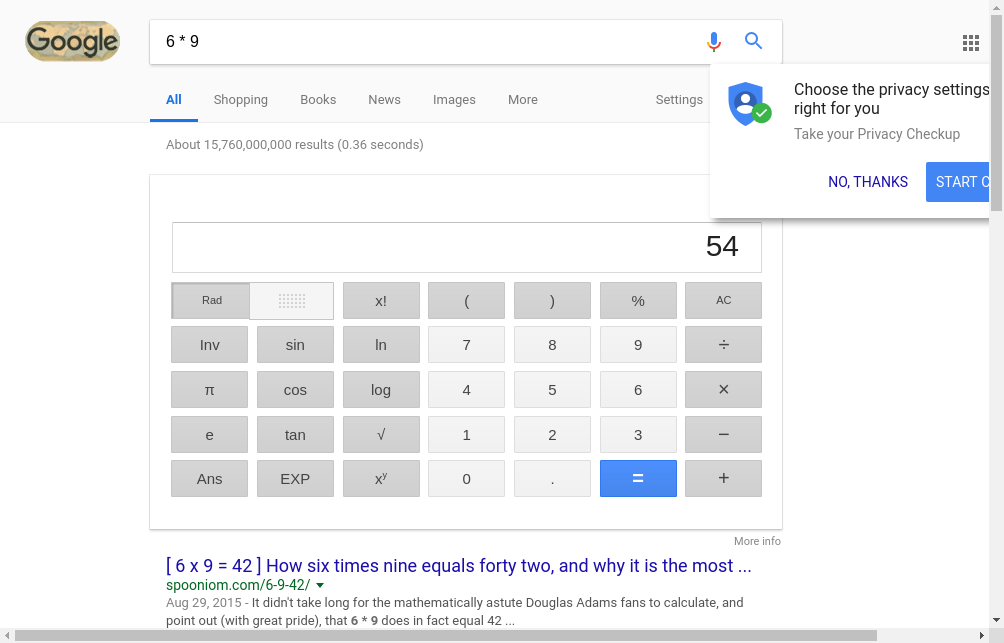 Google
6 * 9
All Shopping Books News Images More Settings
Choose the privacy settings
right for you
Take your Privacy Checkup
NO, THANKS START C
About 15,760,000,000 results (0.36 seconds)
54
Rad x! ( ) % AC
Inv sin ln 7 8 9 ÷
π cos log 4 5 6 ×
e tan √ 1 2 3 −
Ans EXP xʸ 0 . = +
More info
[ 6 x 9 = 42 ] How six times nine equals forty two, and why it is the most ...
spooniom.com/6-9-42/
Aug 29, 2015 - It didn't take long for the mathematically astute Douglas Adams fans to calculate, and
point out (with great pride), that 6 * 9 does in fact equal 42 ...